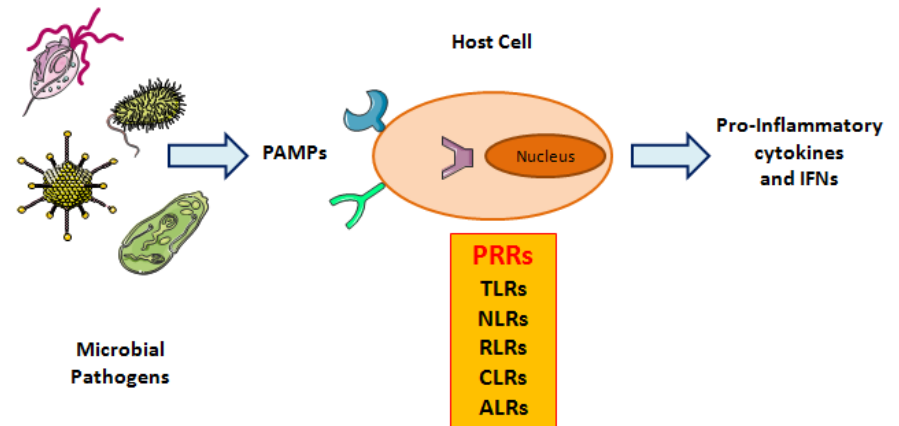 Host Cell
PAMPs
Nucleus
Pro-Inflammatory
cytokines
and IFNs
PRRs
TLRs
NLRs
RLRs
CLRs
ALRs
Microbial
Pathogens